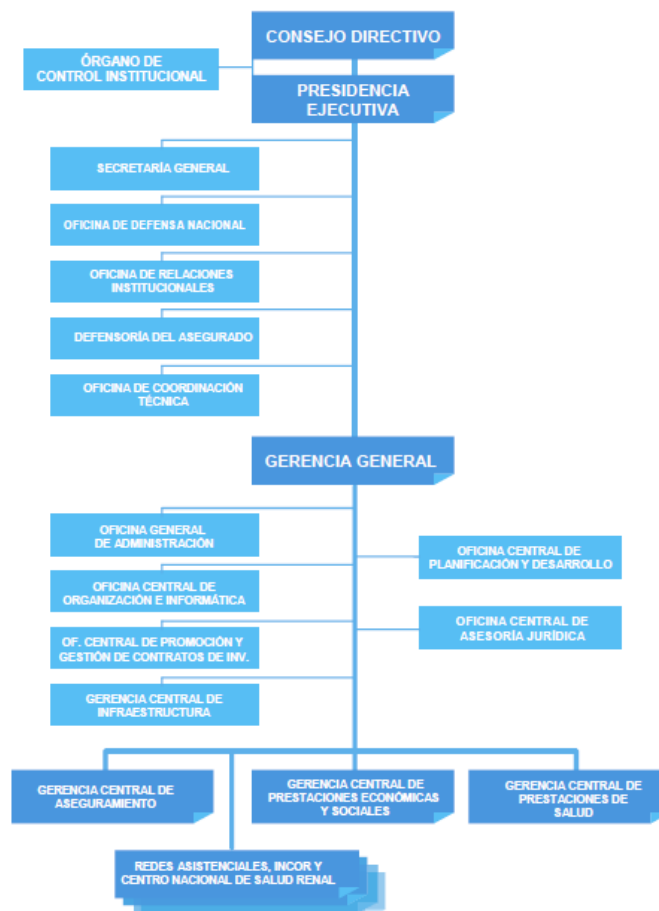 CONSEJO DIRECTIVO
ÓRGANO DE
CONTROL INSTITUCIONAL
PRESIDENCIA
EJECUTIVA
SECRETARÍA GENERAL
OFICINA DE DEFENSA NACIONAL
OFICINA DE RELACIONES
INSTITUCIONALES
DEFENSORÍA DEL ASEGURADO
OFICINA DE COORDINACIÓN
TÉCNICA
GERENCIA GENERAL
OFICINA GENERAL
DE ADMINISTRACIÓN
OFICINA CENTRAL DE
PLANIFICACIÓN Y DESARROLLO
OFICINA CENTRAL DE
ORGANIZACIÓN E INFORMÁTICA
OFICINA CENTRAL DE
ASESORÍA JURÍDICA
OF. CENTRAL DE PROMOCIÓN Y
GESTIÓN DE CONTRATOS DE INV.
GERENCIA CENTRAL DE
INFRAESTRUCTURA
GERENCIA CENTRAL DE
ASEGURAMIENTO
GERENCIA CENTRAL DE
PRESTACIONES ECONÓMICAS
Y SOCIALES
GERENCIA CENTRAL DE
PRESTACIONES DE
SALUD
REDES ASISTENCIALES, INCOR Y
CENTRO NACIONAL DE SALUD RENAL